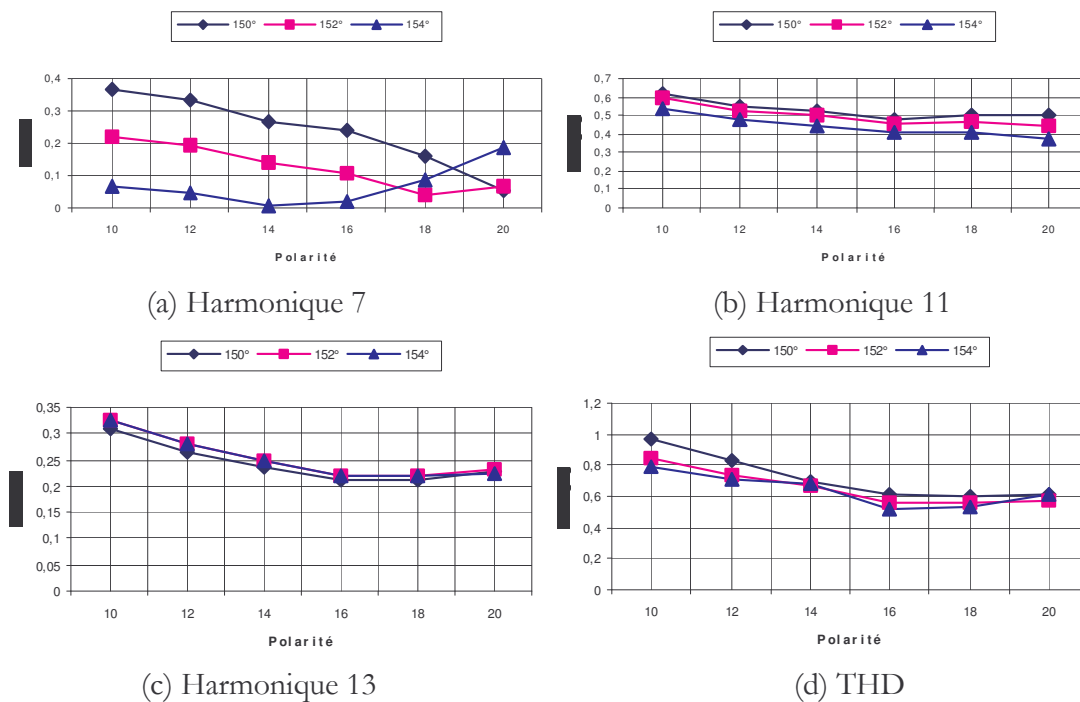 150° 152° 154°
0,4
0,3
0,2
0,1
0
10 12 14 16 18 20
Polarité
(a) Harmonique 7
150° 152° 154°
0,7
0,6
0,5
0,4
0,3
0,2
0,1
0
10 12 14 16 18 20
Polarité
(b) Harmonique 11
150° 152° 154°
0,35
0,3
0,25
0,2
0,15
0,1
0,05
0
10 12 14 16 18 20
Polarité
(c) Harmonique 13
150° 152° 154°
1,2
1
0,8
0,6
0,4
0,2
0
10 12 14 16 18 20
Polarité
(d) THD